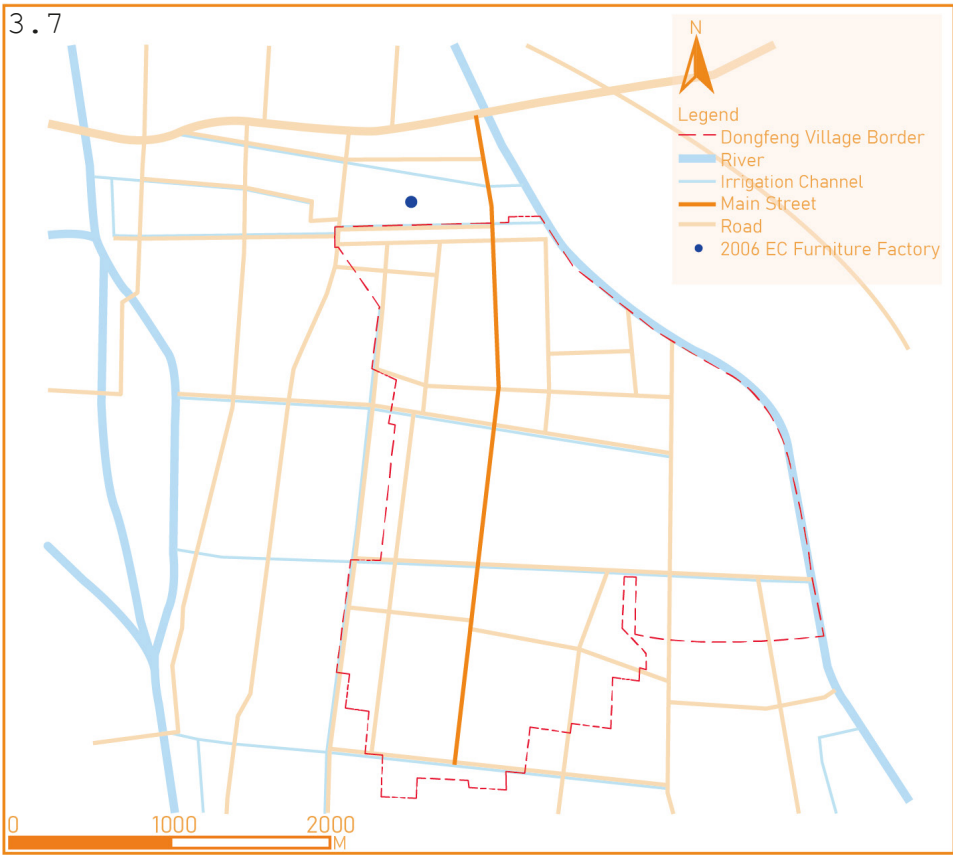 3.7
N
Legend
Dongfeng Village Border
River
Irrigation Channel
Main Street
Road
2006 EC Furniture Factory
0 1000 2000
M